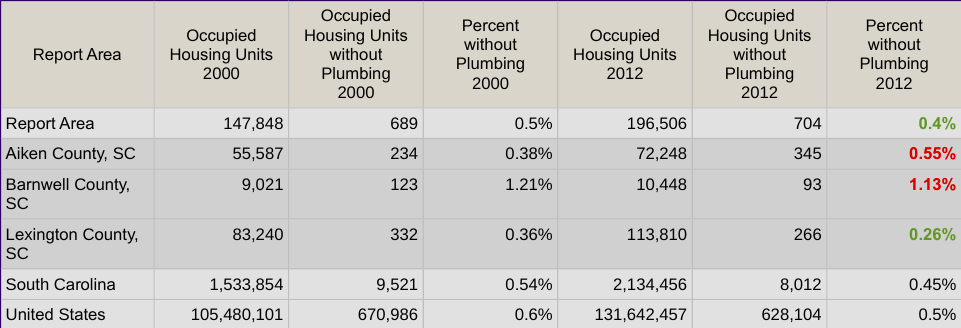 Report Area
Occupied
Housing Units
2000
Occupied
Housing Units
without
Plumbing
2000
Percent
without
Plumbing
2000
Occupied
Housing Units
2012
Occupied
Housing Units
without
Plumbing
2012
Percent
without
Plumbing
2012
Report Area 147,848 689 0.5% 196,506 704 0.4%
Aiken County, SC 55,587 234 0.38% 72,248 345 0.55%
Barnwell County, 9,021 123 1.21% 10,448 93 1.13%
SC
Lexington County, 83,240 332 0.36% 113,810 266 0.26%
SC
South Carolina 1,533,854 9,521 0.54% 2,134,456 8,012 0.45%
United States 105,480,101 670,986 0.6% 131,642,457 628,104 0.5%